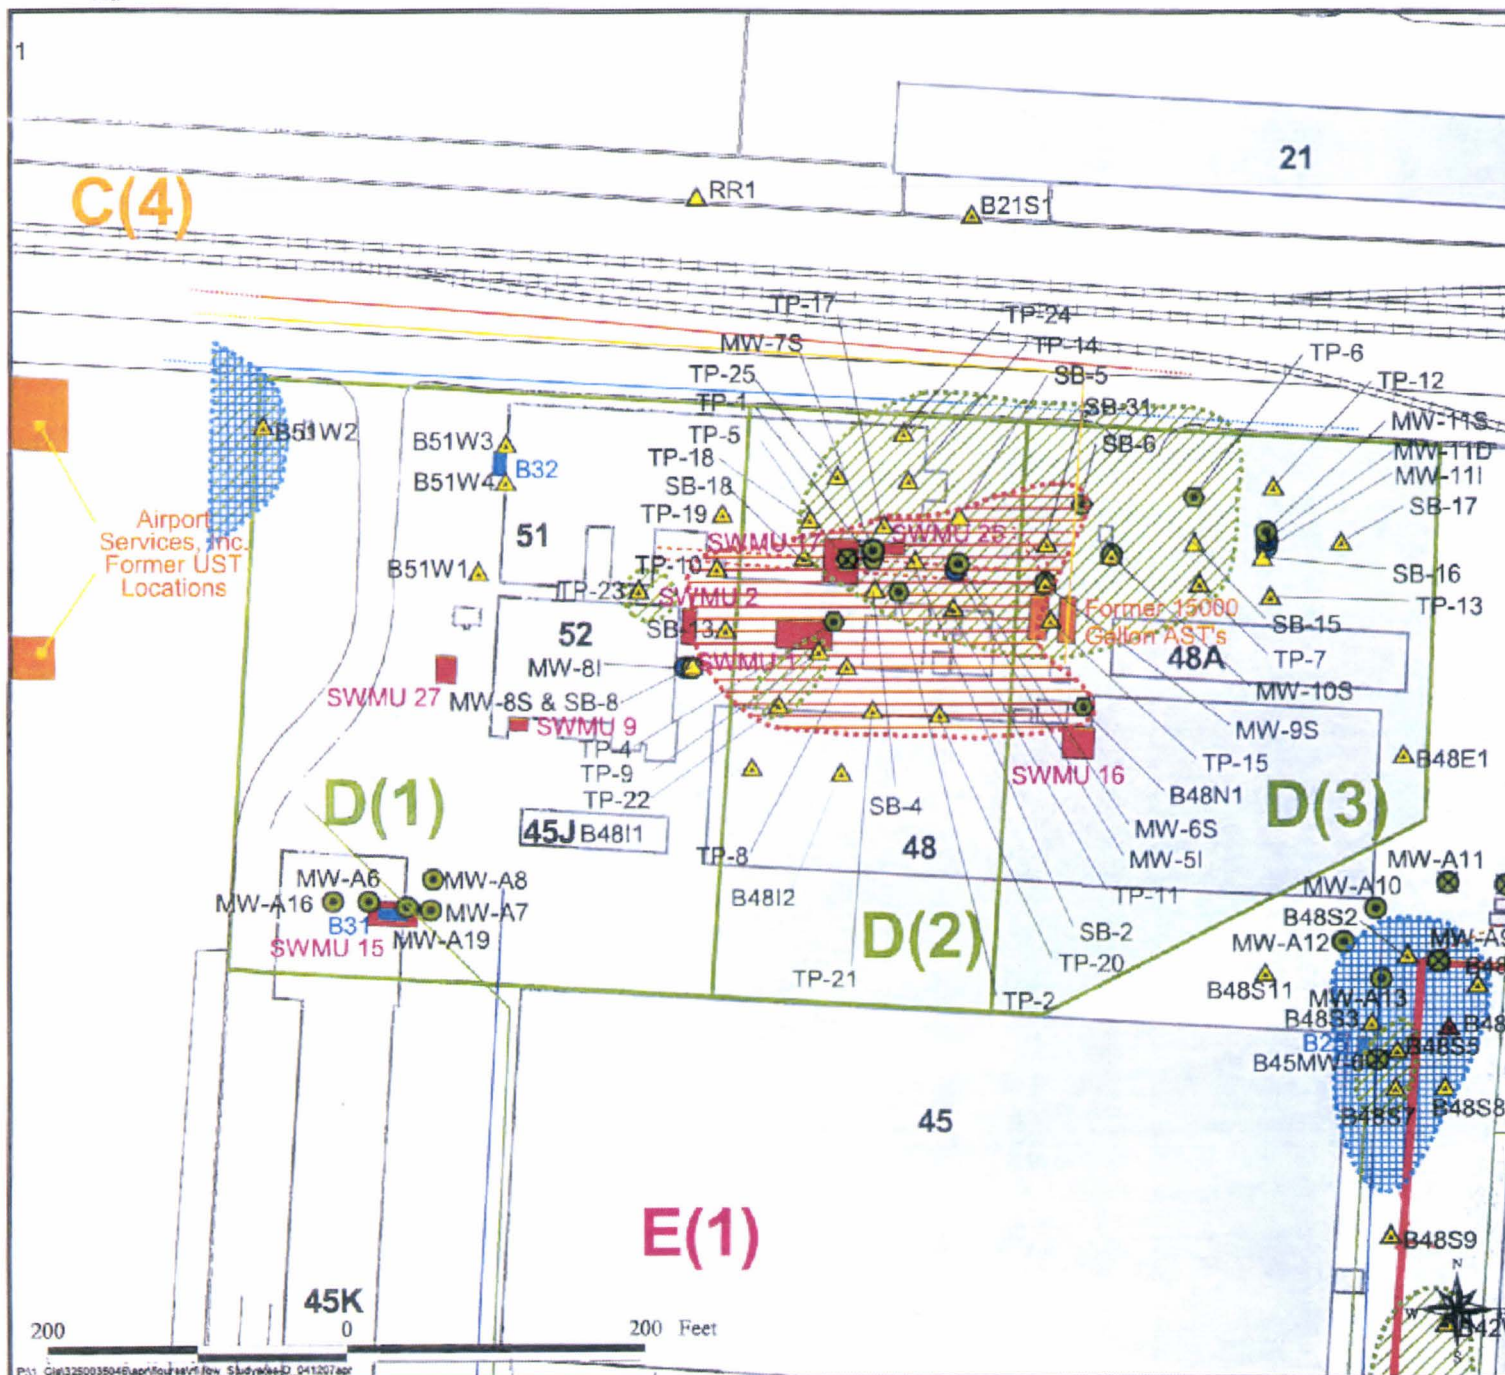 1
21
C(4)
RR1
B21S1
TP-17
TP-24
MW-7S
TP-14
TP-6
TP-25
SB-5
TP-12
TP-1
SB-31
MW-11S
B51W2
B51W3
TP-5
SB-6
MW-11D
TP-18
MW-11I
B32
B51W4
SB-18
SB-17
Airport
Services, Inc.
Former UST
Locations
TP-19
51
SWMU 17
SWMU 25
B51W1
TP-10
SB-16
TP-23
SWMU 2
Former 15000
Gallon AST's
TP-13
52
SB-13
SB-15
MW-8I
SWMU 1
48A
TP-7
SWMU 27
MW-8S & SB-8
MW-10S
SWMU 9
MW-9S
TP-4
TP-9
SWMU 16
TP-15
B48E1
TP-22
B48N1
D(1)
SB-4
D(3)
45J
B48I1
MW-6S
TP-8
48
MW-5I
MW-A11
MW-A6
MW-A8
B48I2
TP-11
MW-A10
MW-A16
MW-A7
B48S2
B31
D(2)
SB-2
MW-A12
SWMU 15
MW-A19
TP-20
TP-21
B48S11
TP-2
MW-A13
B48S3
B48S5
B45MW-6
45
B48S7
B48S8
E(1)
B48S9
N
45K
W
200
0
200 Feet
S